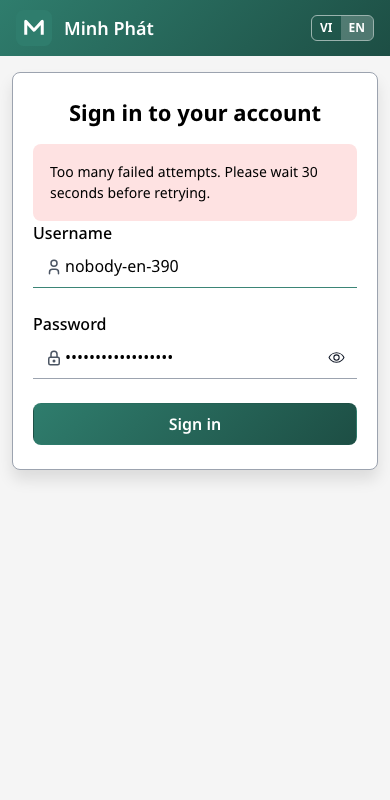 Minh Phát
VI EN
Sign in to your account
Too many failed attempts. Please wait 30
seconds before retrying.
Username
nobody-en-390
Password
••••••••••••••••••
Sign in